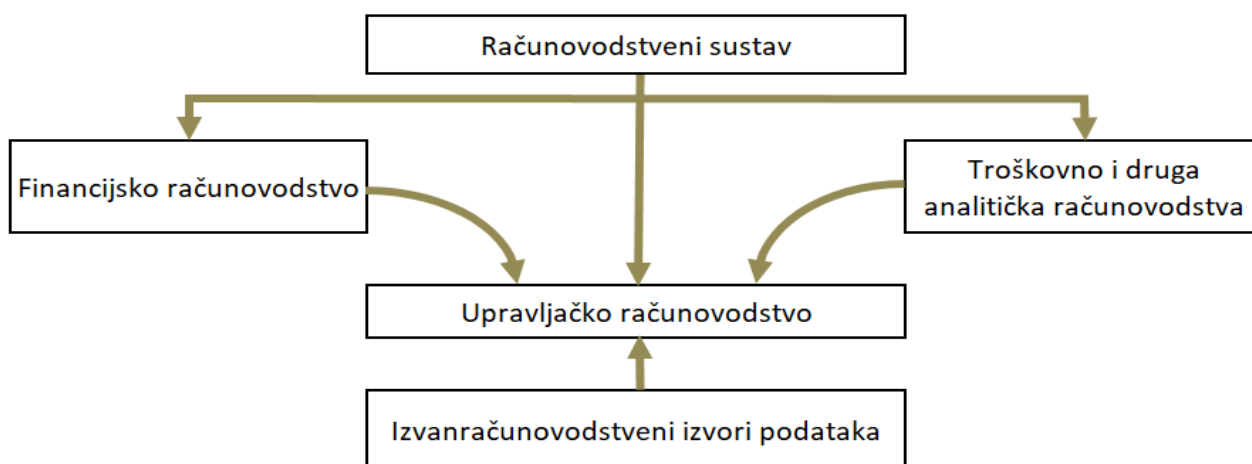 Računovodstveni sustav
Financijsko računovodstvo
Troškovno i druga
analitička računovodstva
Upravljačko računovodstvo
Izvanračunovodstveni izvori podataka